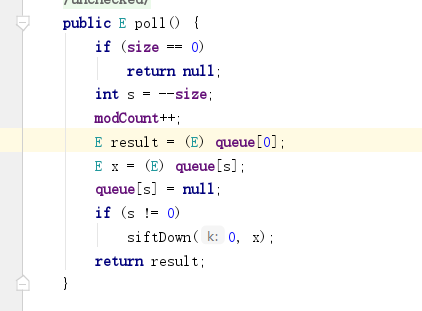 /unchecked/
public E poll() {
if (size == 0)
return null;
int s = --size;
modCount++;
E result = (E) queue[0];
E x = (E) queue[s];
queue[s] = null;
if (s != 0)
siftDown( k: 0, x);
return result;
}